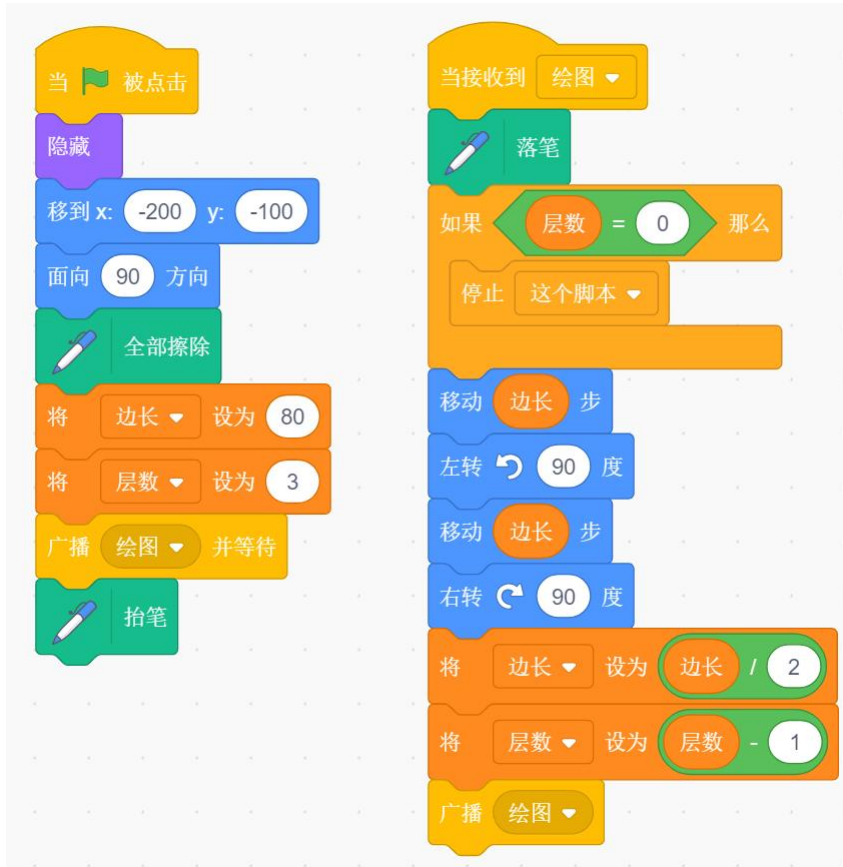 当 被点击
隐藏
移到 x: -200 y: -100
面向 90 方向
全部擦除
将 边长 设为 80
将 层数 设为 3
广播 绘图 并等待
抬笔
当接收到 绘图
落笔
如果 层数 = 0 那么
停止 这个脚本
移动 边长 步
左转 90 度
移动 边长 步
右转 90 度
将 边长 设为 边长 / 2
将 层数 设为 层数 - 1
广播 绘图